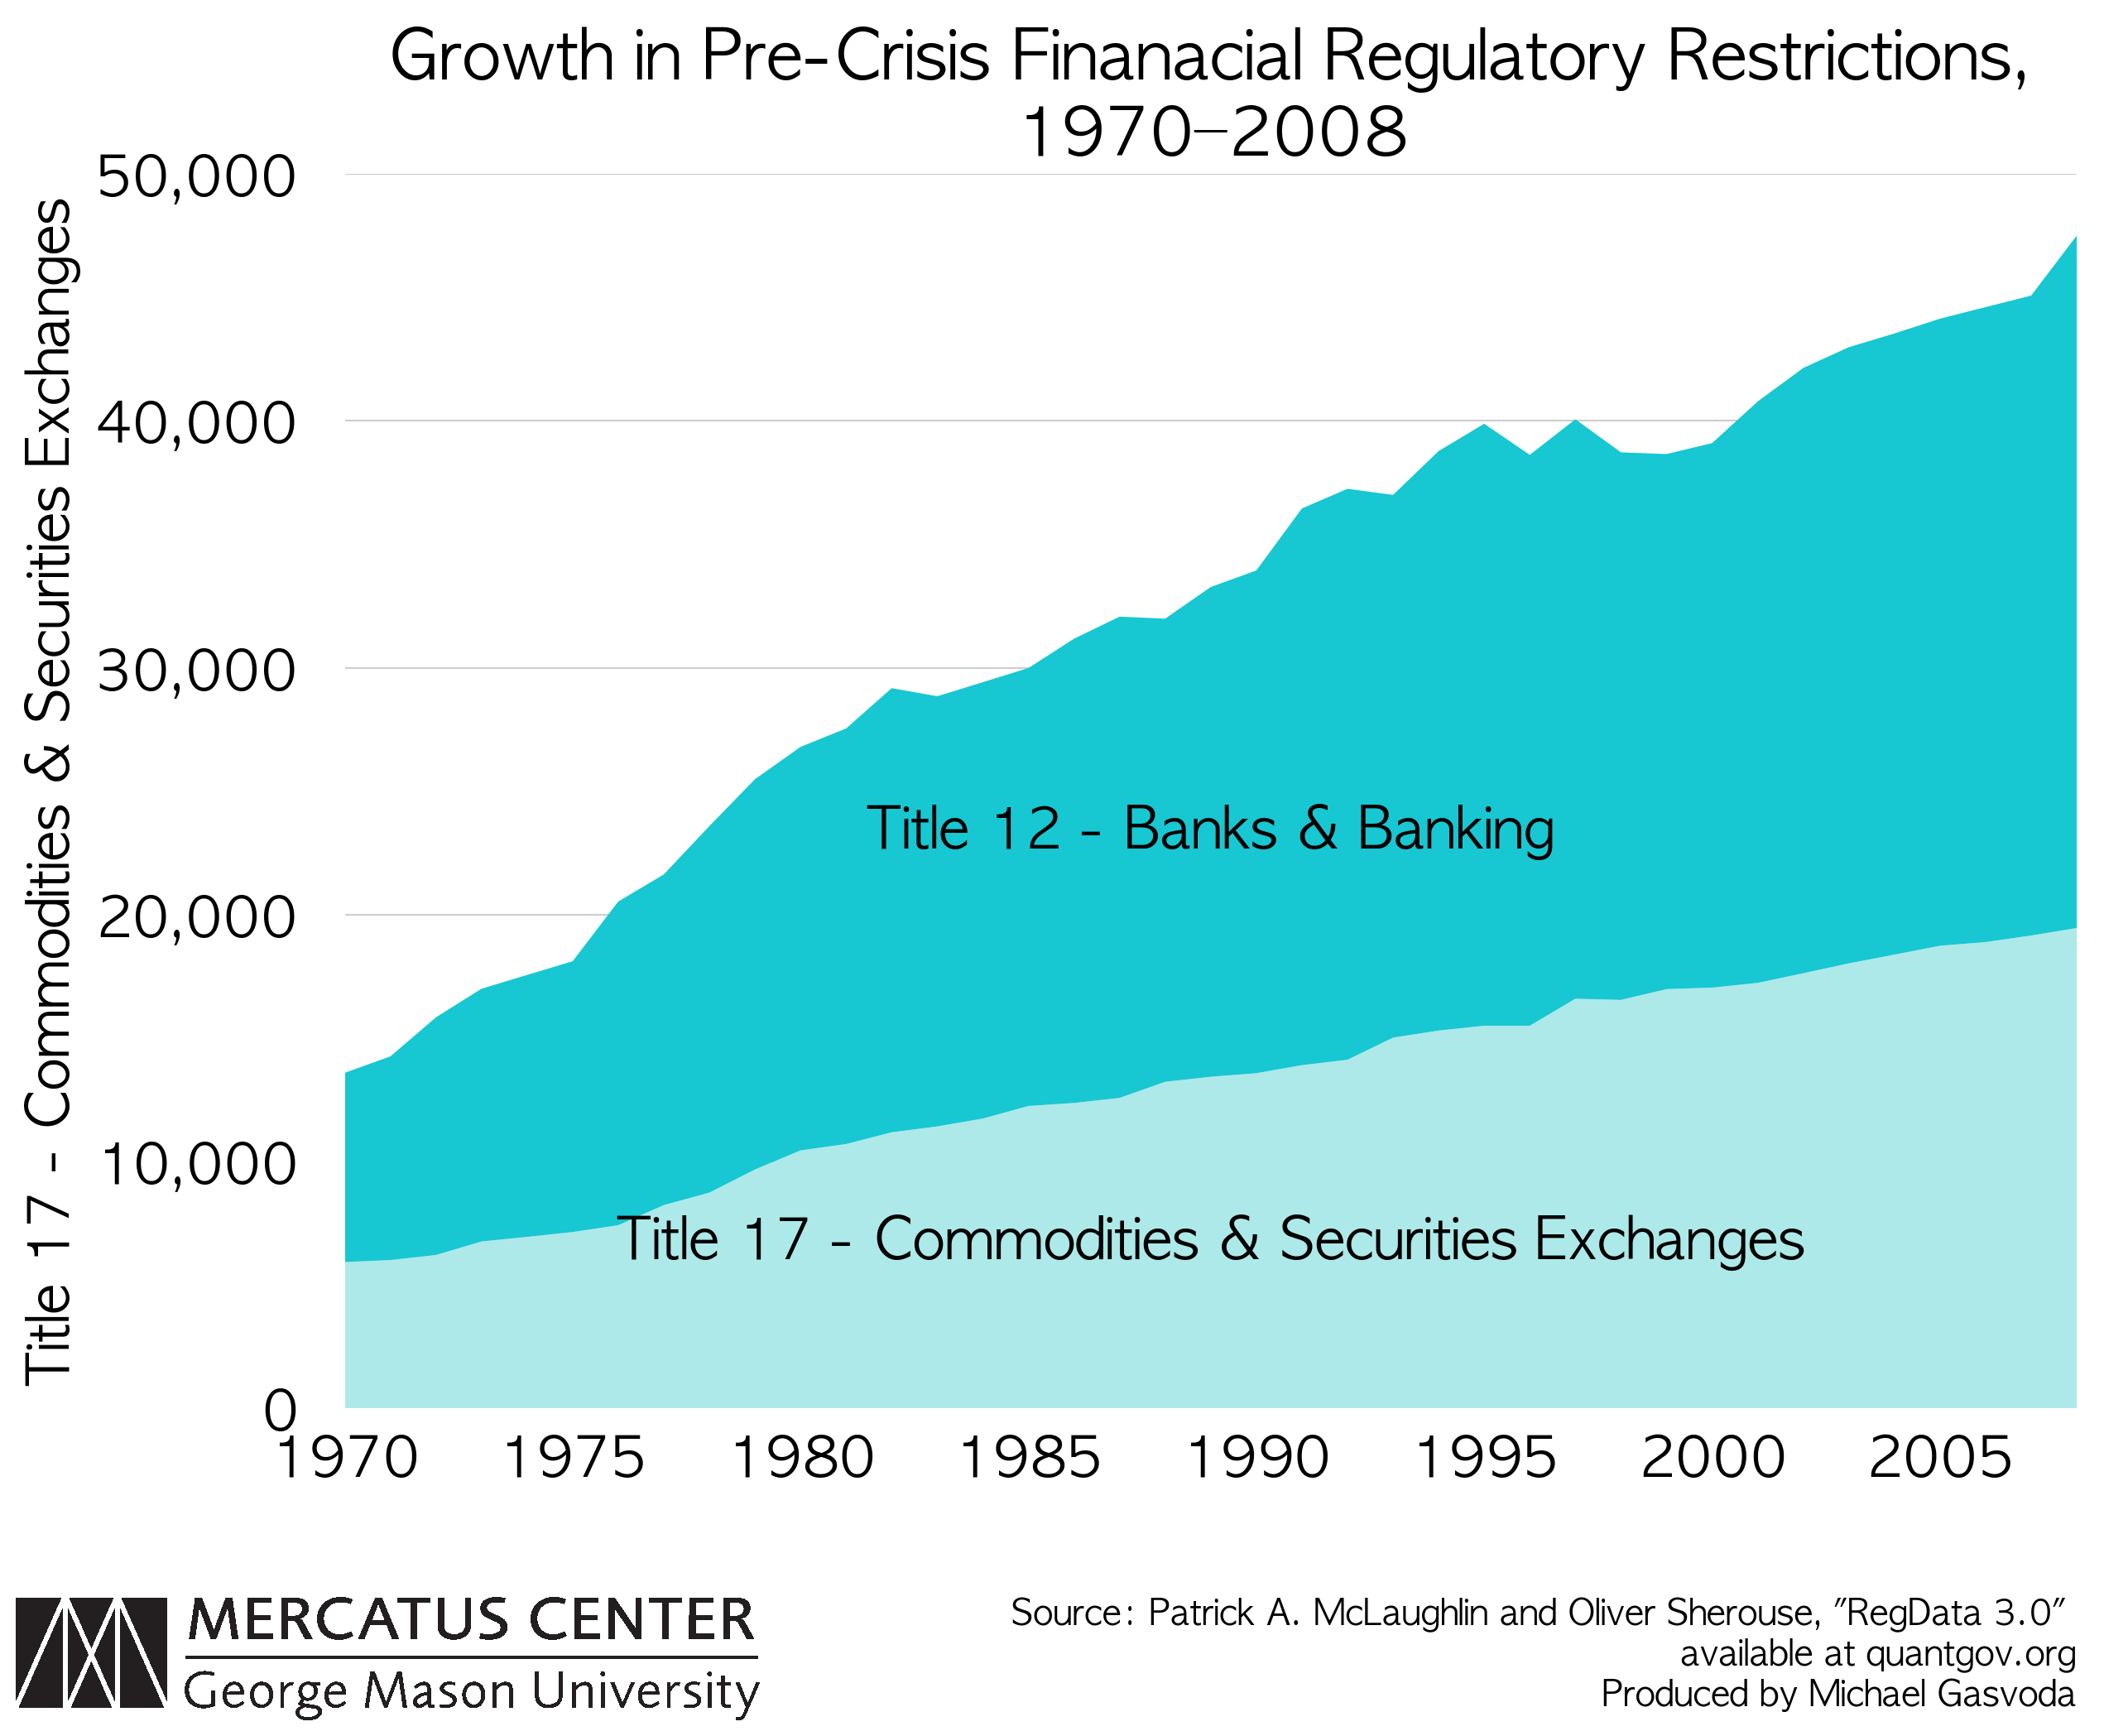 Growth in Pre-Crisis Finanacial Regulatory Restrictions,
1970–2008
Title 17 - Commodities & Securities Exchanges
50,000
40,000
30,000
20,000
10,000
0
Title 12 - Banks & Banking
Title 17 - Commodities & Securities Exchanges
1970 1975 1980 1985 1990 1995 2000 2005
MERCATUS CENTER
George Mason University
Source: Patrick A. McLaughlin and Oliver Sherouse, "RegData 3.0"
available at quantgov.org
Produced by Michael Gasvoda